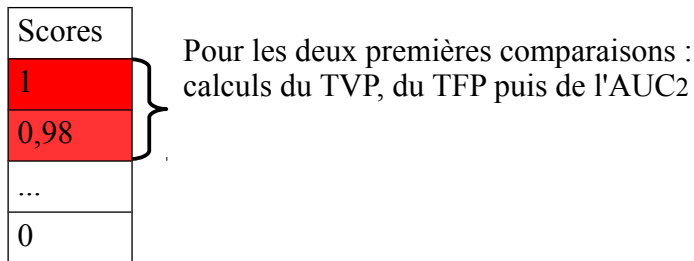 Scores
1
0,98
...
0
Pour les deux premières comparaisons :
calculs du TVP, du TFP puis de l'AUC2